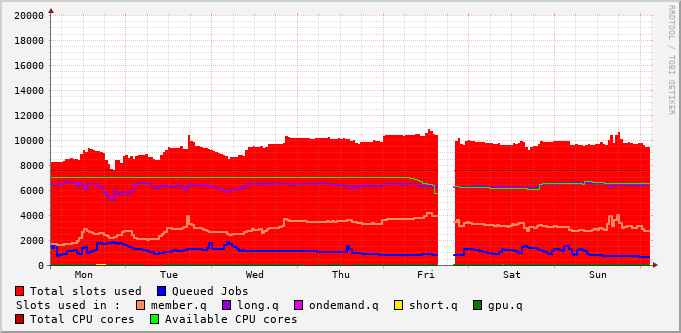 20000
18000
16000
14000
12000
10000
8000
6000
4000
2000
0
Mon Tue Wed Thu Fri Sat Sun
RRDTOOL / TOBI OETIKER
Total slots used Queued Jobs
Slots used in : member.q long.q ondemand.q short.q gpu.q
Total CPU cores Available CPU cores